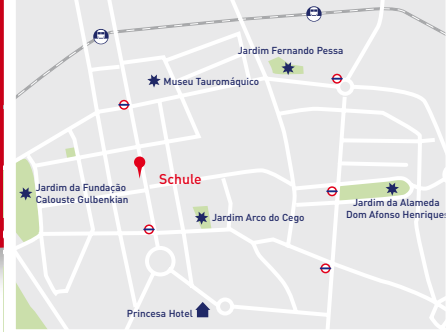 Jardim Fernando Pessa
Museu Tauromáquico
Schule
Jardim da Fundação
Calouste Gulbenkian
Jardim da Alameda
Dom Afonso Henriques
Jardim Arco do Cego
Princesa Hotel